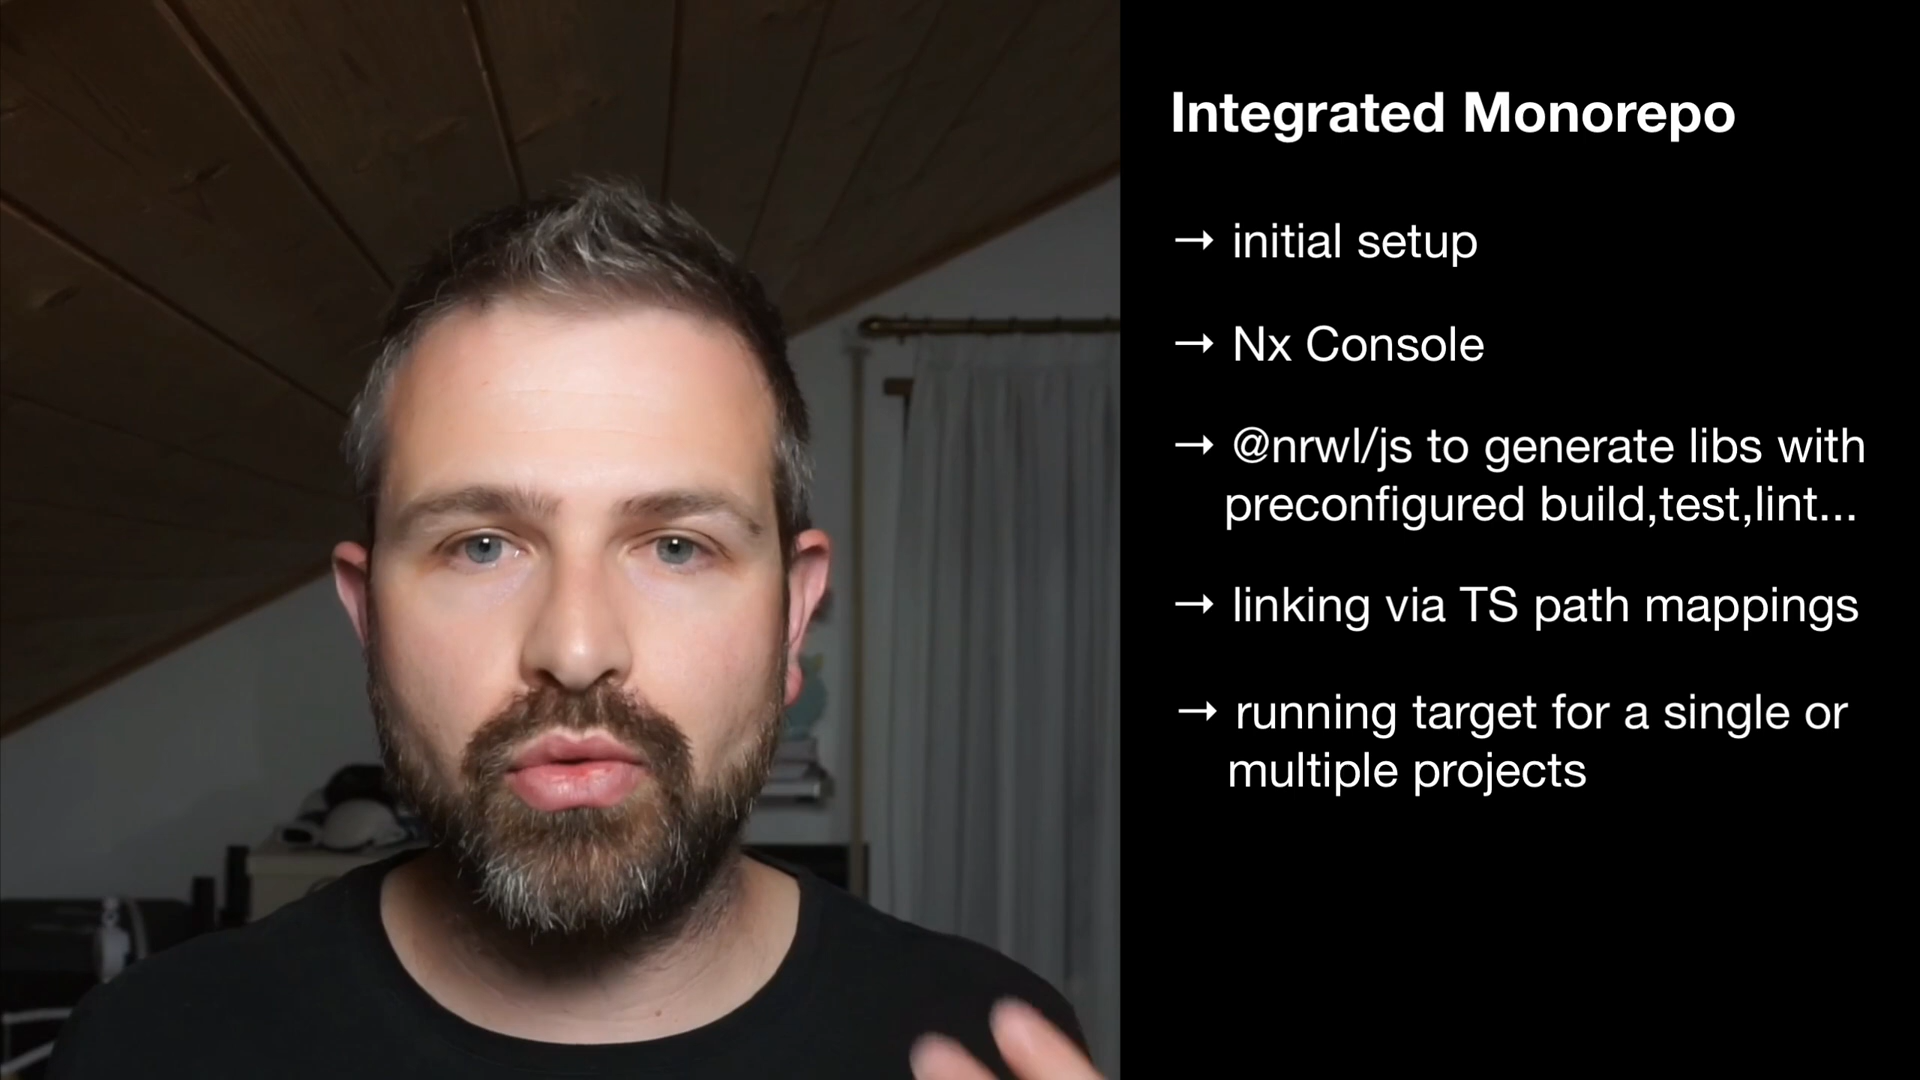 Integrated Monorepo
→ initial setup
→ Nx Console
→ @nrwl/js to generate libs with
preconfigured build,test,lint...
→ linking via TS path mappings
→ running target for a single or
multiple projects